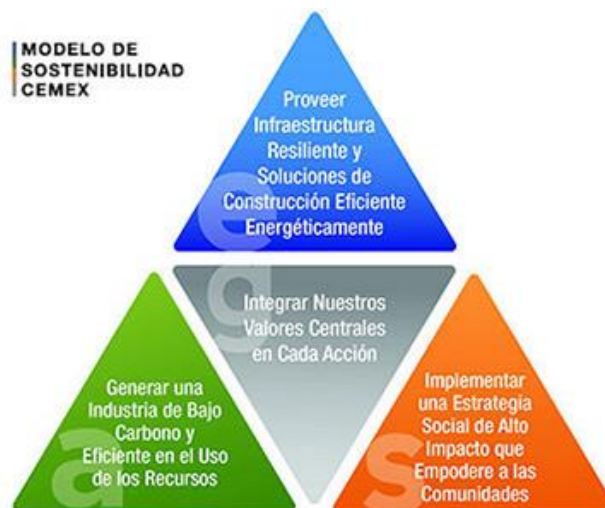 MODELO DE
SOSTENIBILIDAD
CEMEX
Proveer
Infraestructura
Resiliente y
Soluciones de
Construcción Eficiente
Energéticamente
e
g
Integrar Nuestros
Valores Centrales
en Cada Acción
Generar una
Industria de Bajo
Carbono y
Eficiente en el Uso
de los Recursos
a
Implementar
una Estrategia
Social de Alto
Impacto que
Empodere a las
Comunidades
s